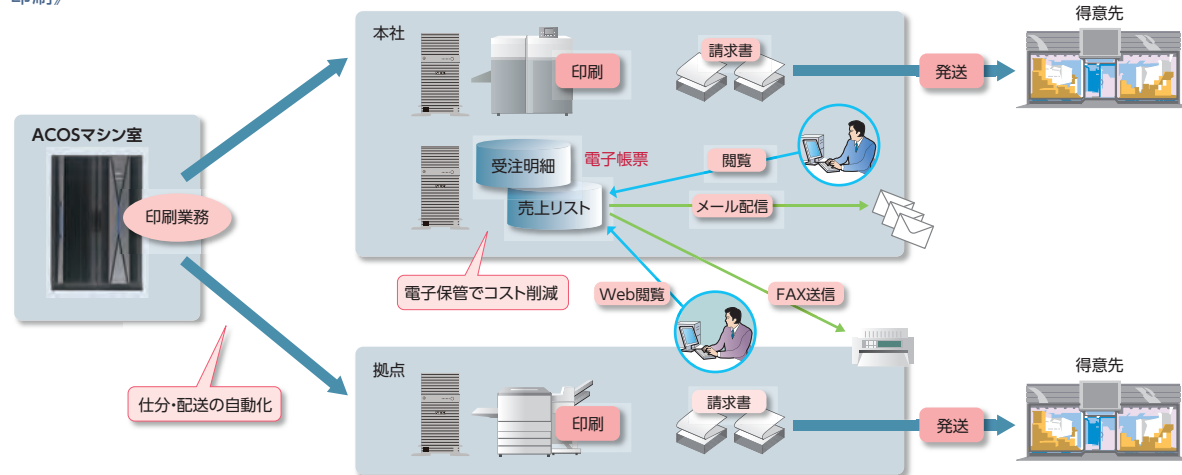 本社
得意先
請求書
印刷
発送
ACOSマシン室
電子帳票
受注明細
閲覧
印刷業務
売上リスト
メール配信
電子保管でコスト削減
Web閲覧
FAX送信
拠点
得意先
仕分・配送の自動化
請求書
印刷
発送